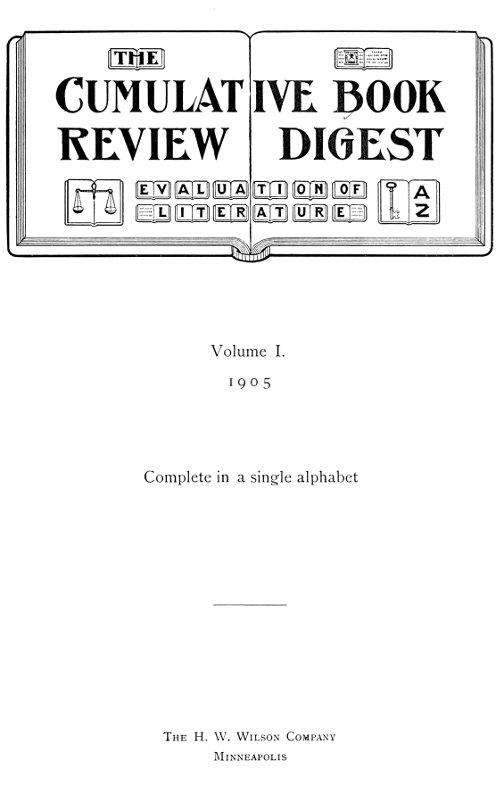 THE
CUMULATIVE BOOK
REVIEW DIGEST
EVALUATION OF
LITERATURE
A
Z
Volume I.
1905
Complete in a single alphabet
THE H. W. WILSON COMPANY
MINNEAPOLIS